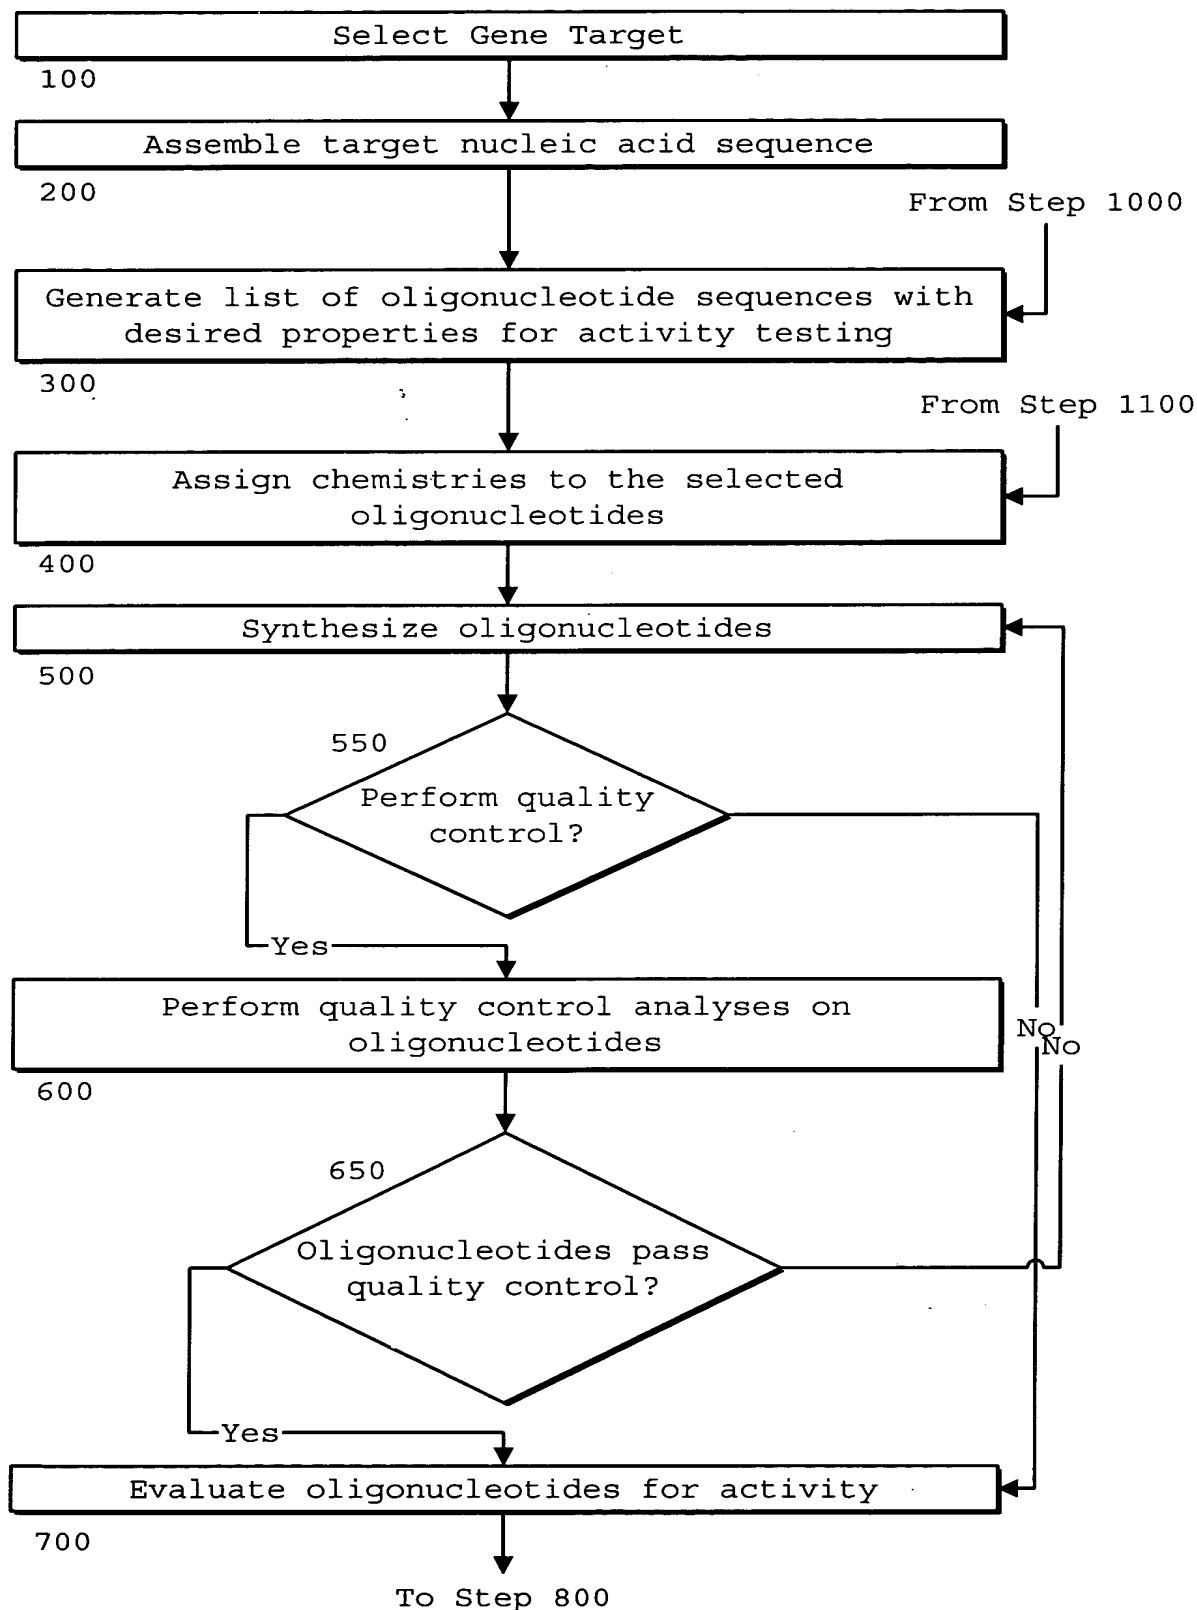 Select Gene Target
100
Assemble target nucleic acid sequence
200
From Step 1000
Generate list of oligonucleotide sequences with
desired properties for activity testing
300
From Step 1100
Assign chemistries to the selected
oligonucleotides
400
Synthesize oligonucleotides
500
550
Perform quality
control?
Yes
Perform quality control analyses on
oligonucleotides
No
No
600
650
Oligonucleotides pass
quality control?
Yes
Evaluate oligonucleotides for activity
700
To Step 800